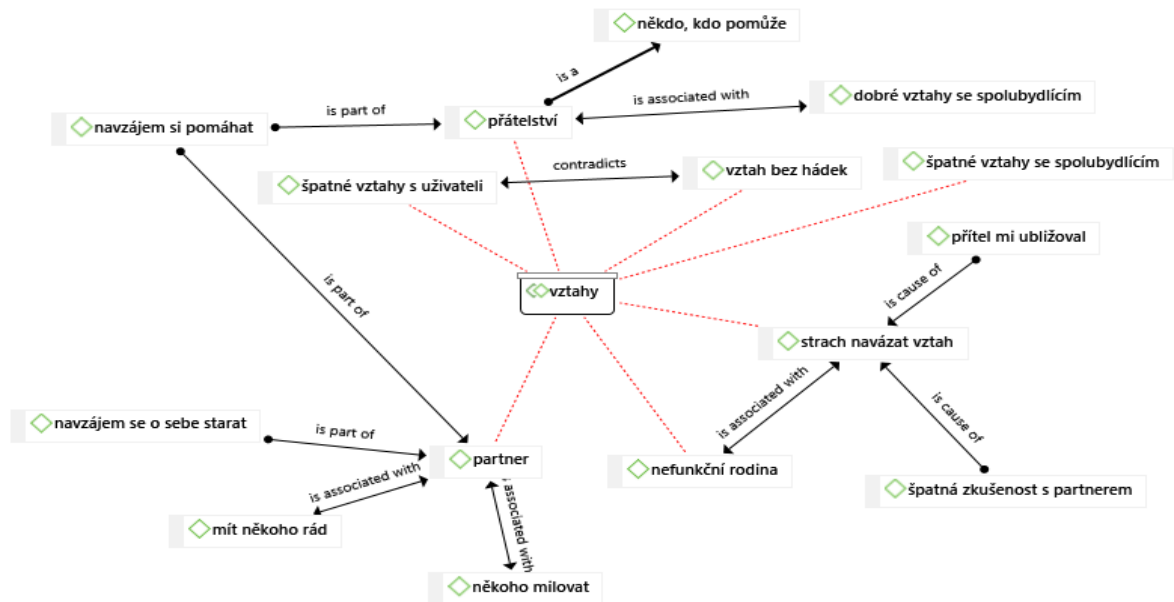 někdo, kdo pomůže
is a
is associated with
dobré vztahy se spolubydlícím
is part of
navzájem si pomáhat
přátelství
contradicts
špatné vztahy se spolubydlícím
špatné vztahy s uživateli
vztah bez hádek
přítel mi ubližoval
is cause of
is part of
vztahy
strach navázat vztah
is associated with
is cause of
navzájem se o sebe starat
is part of
partner
nefunkční rodina
špatná zkušenost s partnerem
is associated with
mít někoho rád
associated with
někoho milovat